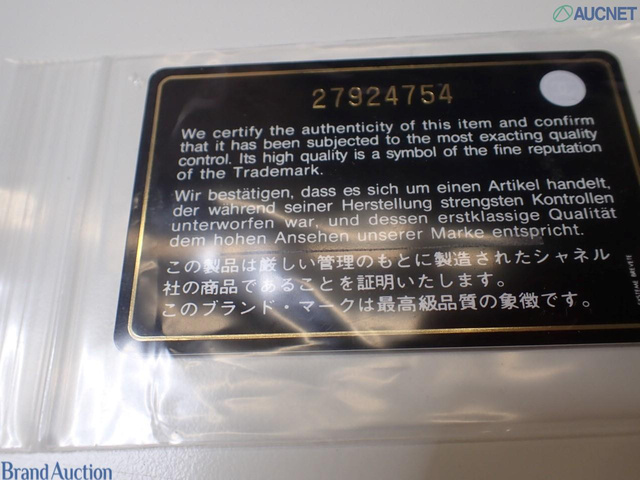 AUCNET
27924754
We certify the authenticity of this item and confirm
that it has been subjected to the most exacting quality
control. Its high quality is a symbol of the fine reputation
of the Trademark.
Wir bestätigen, dass es sich um einen Artikel handelt,
der während seiner Herstellung strengsten Kontrollen
unterworfen war, und dessen erstklassige Qualität
dem hohen Ansehen unserer Marke entspricht.
この製品は厳しい管理のもとに製造されたシャネル
社の商品であることを証明いたします。
このブランド・マークは最高級品質の象徴です。
Brand Auction